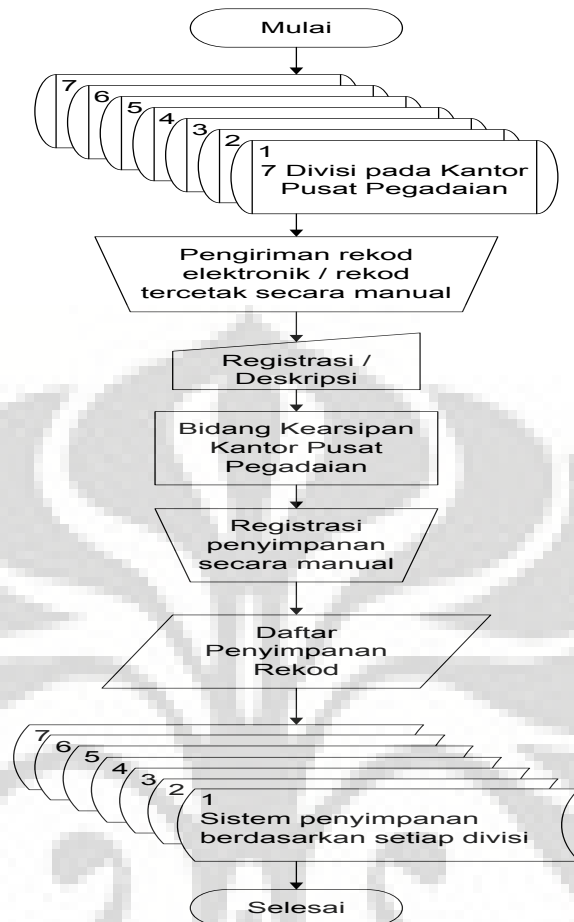 Mulai
7
6
5
4
3
2
1
7 Divisi pada Kantor
Pusat Pegadaian
Pengiriman rekod
elektronik / rekod
tercetak secara manual
Registrasi /
Deskripsi
Bidang Kearsipan
Kantor Pusat
Pegadaian
Registrasi
penyimpanan
secara manual
Daftar
Penyimpanan
Rekod
7
6
5
4
3
2
1
Sistem penyimpanan
berdasarkan setiap divisi
Selesai